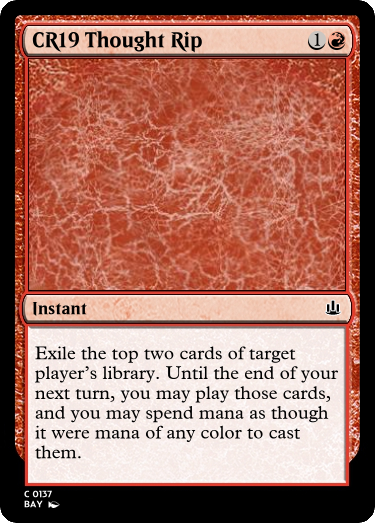 CR19 Thought Rip 1
Instant
Exile the top two cards of target
player's library. Until the end of your
next turn, you may play those cards,
and you may spend mana as though
it were mana of any color to cast
them.
C 0137
BAY